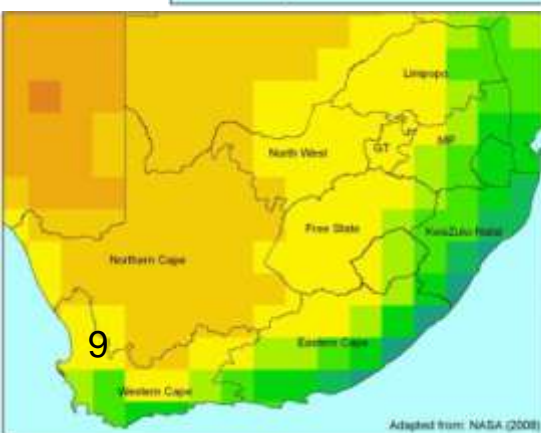 Limpopo
North West
GT
MP
Free State
KwaZulu Natal
Northern Cape
9
Eastern Cape
Western Cape
Adapted from: NASA (2008)